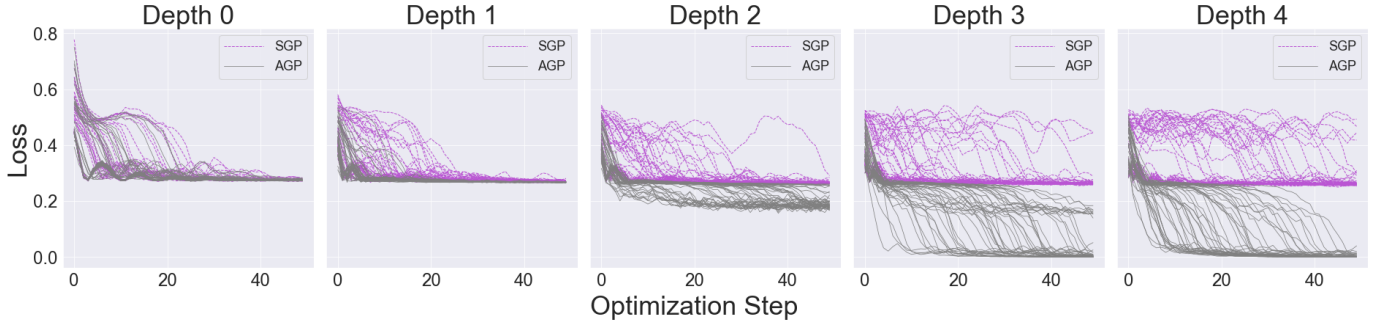 Depth 0 Depth 1 Depth 2 Depth 3 Depth 4
SGP SGP SGP SGP SGP
AGP AGP AGP AGP AGP
0.8
0.6
0.4
0.2
0.0
Loss
0 20 40 0 20 40 0 20 40 0 20 40 0 20 40
Optimization Step